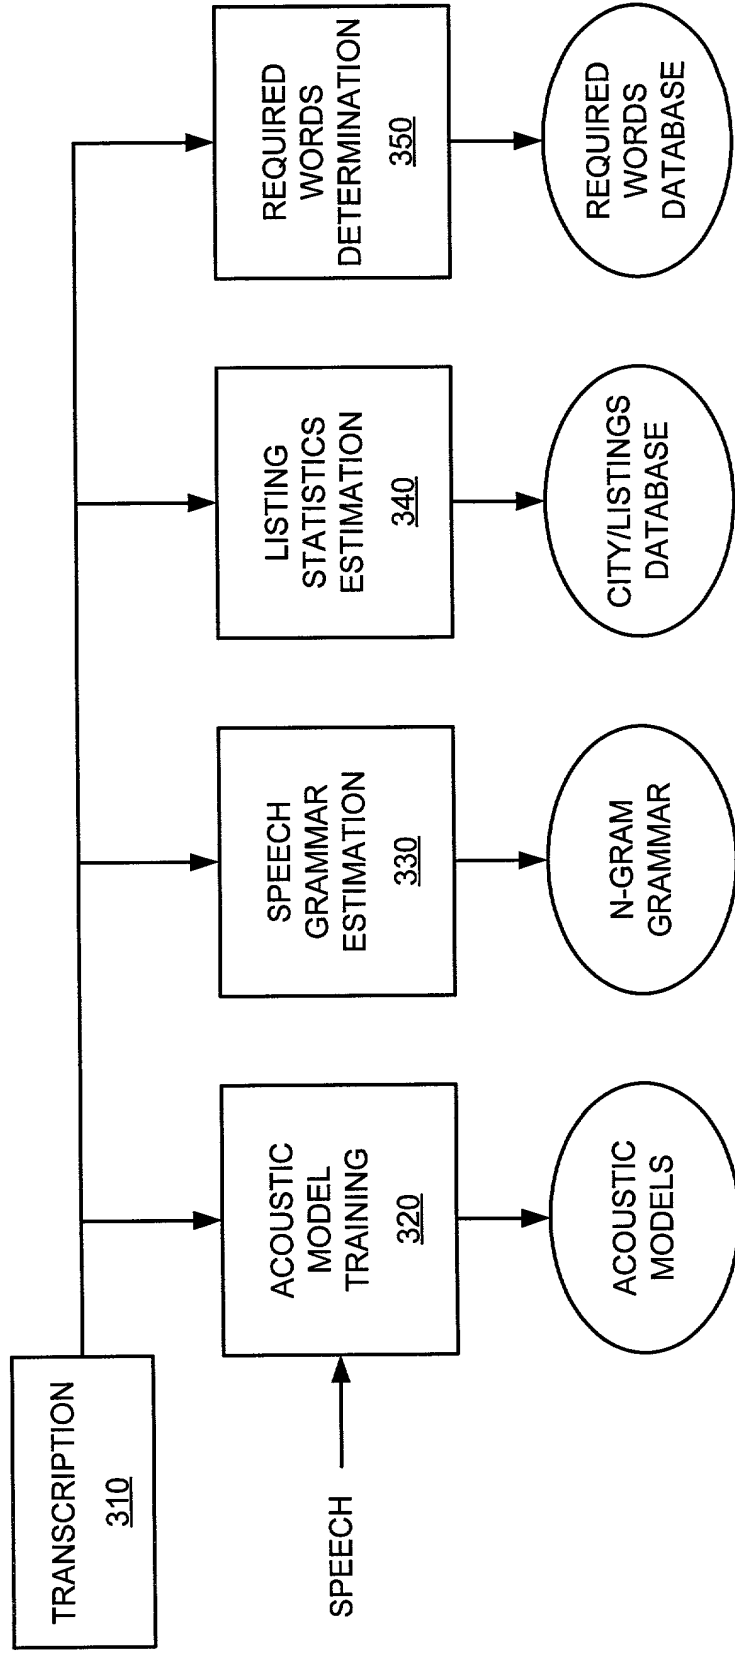 TRANSCRIPTION
310
SPEECH
ACOUSTIC
MODEL
TRAINING
320
SPEECH
GRAMMAR
ESTIMATION
330
LISTING
STATISTICS
ESTIMATION
340
REQUIRED
WORDS
DETERMINATION
350
ACOUSTIC
MODELS
N-GRAM
GRAMMAR
CITY/LISTINGS
DATABASE
REQUIRED
WORDS
DATABASE